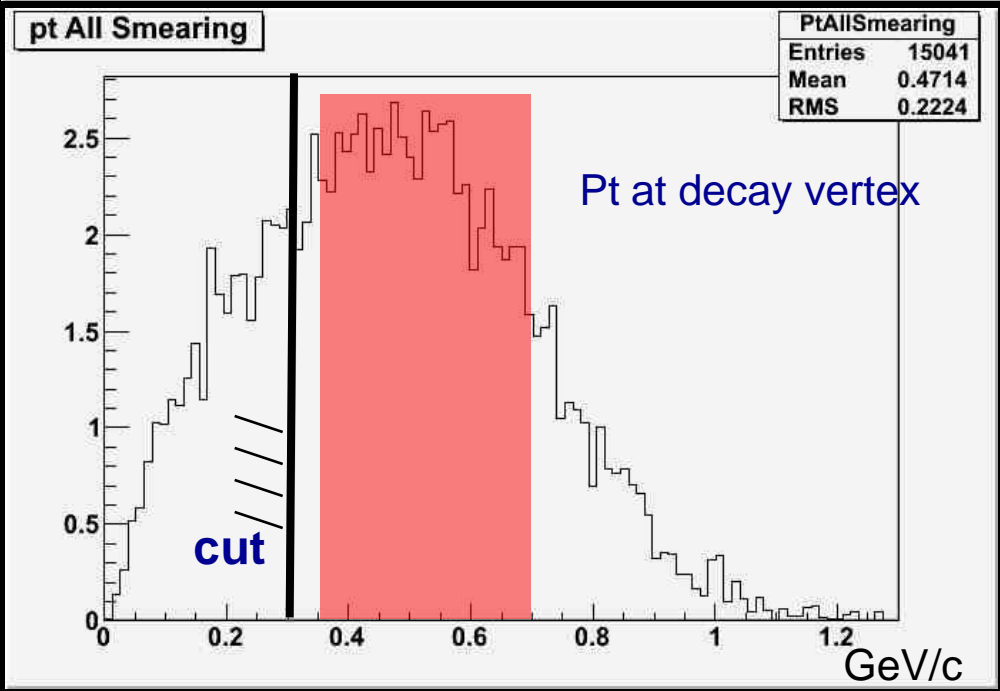 pt All Smearing
PtAllSmearing
Entries 15041
Mean 0.4714
RMS 0.2224
Pt at decay vertex
cut
2.5
2
1.5
1
0.5
0
0 0.2 0.4 0.6 0.8 1 1.2
GeV/c